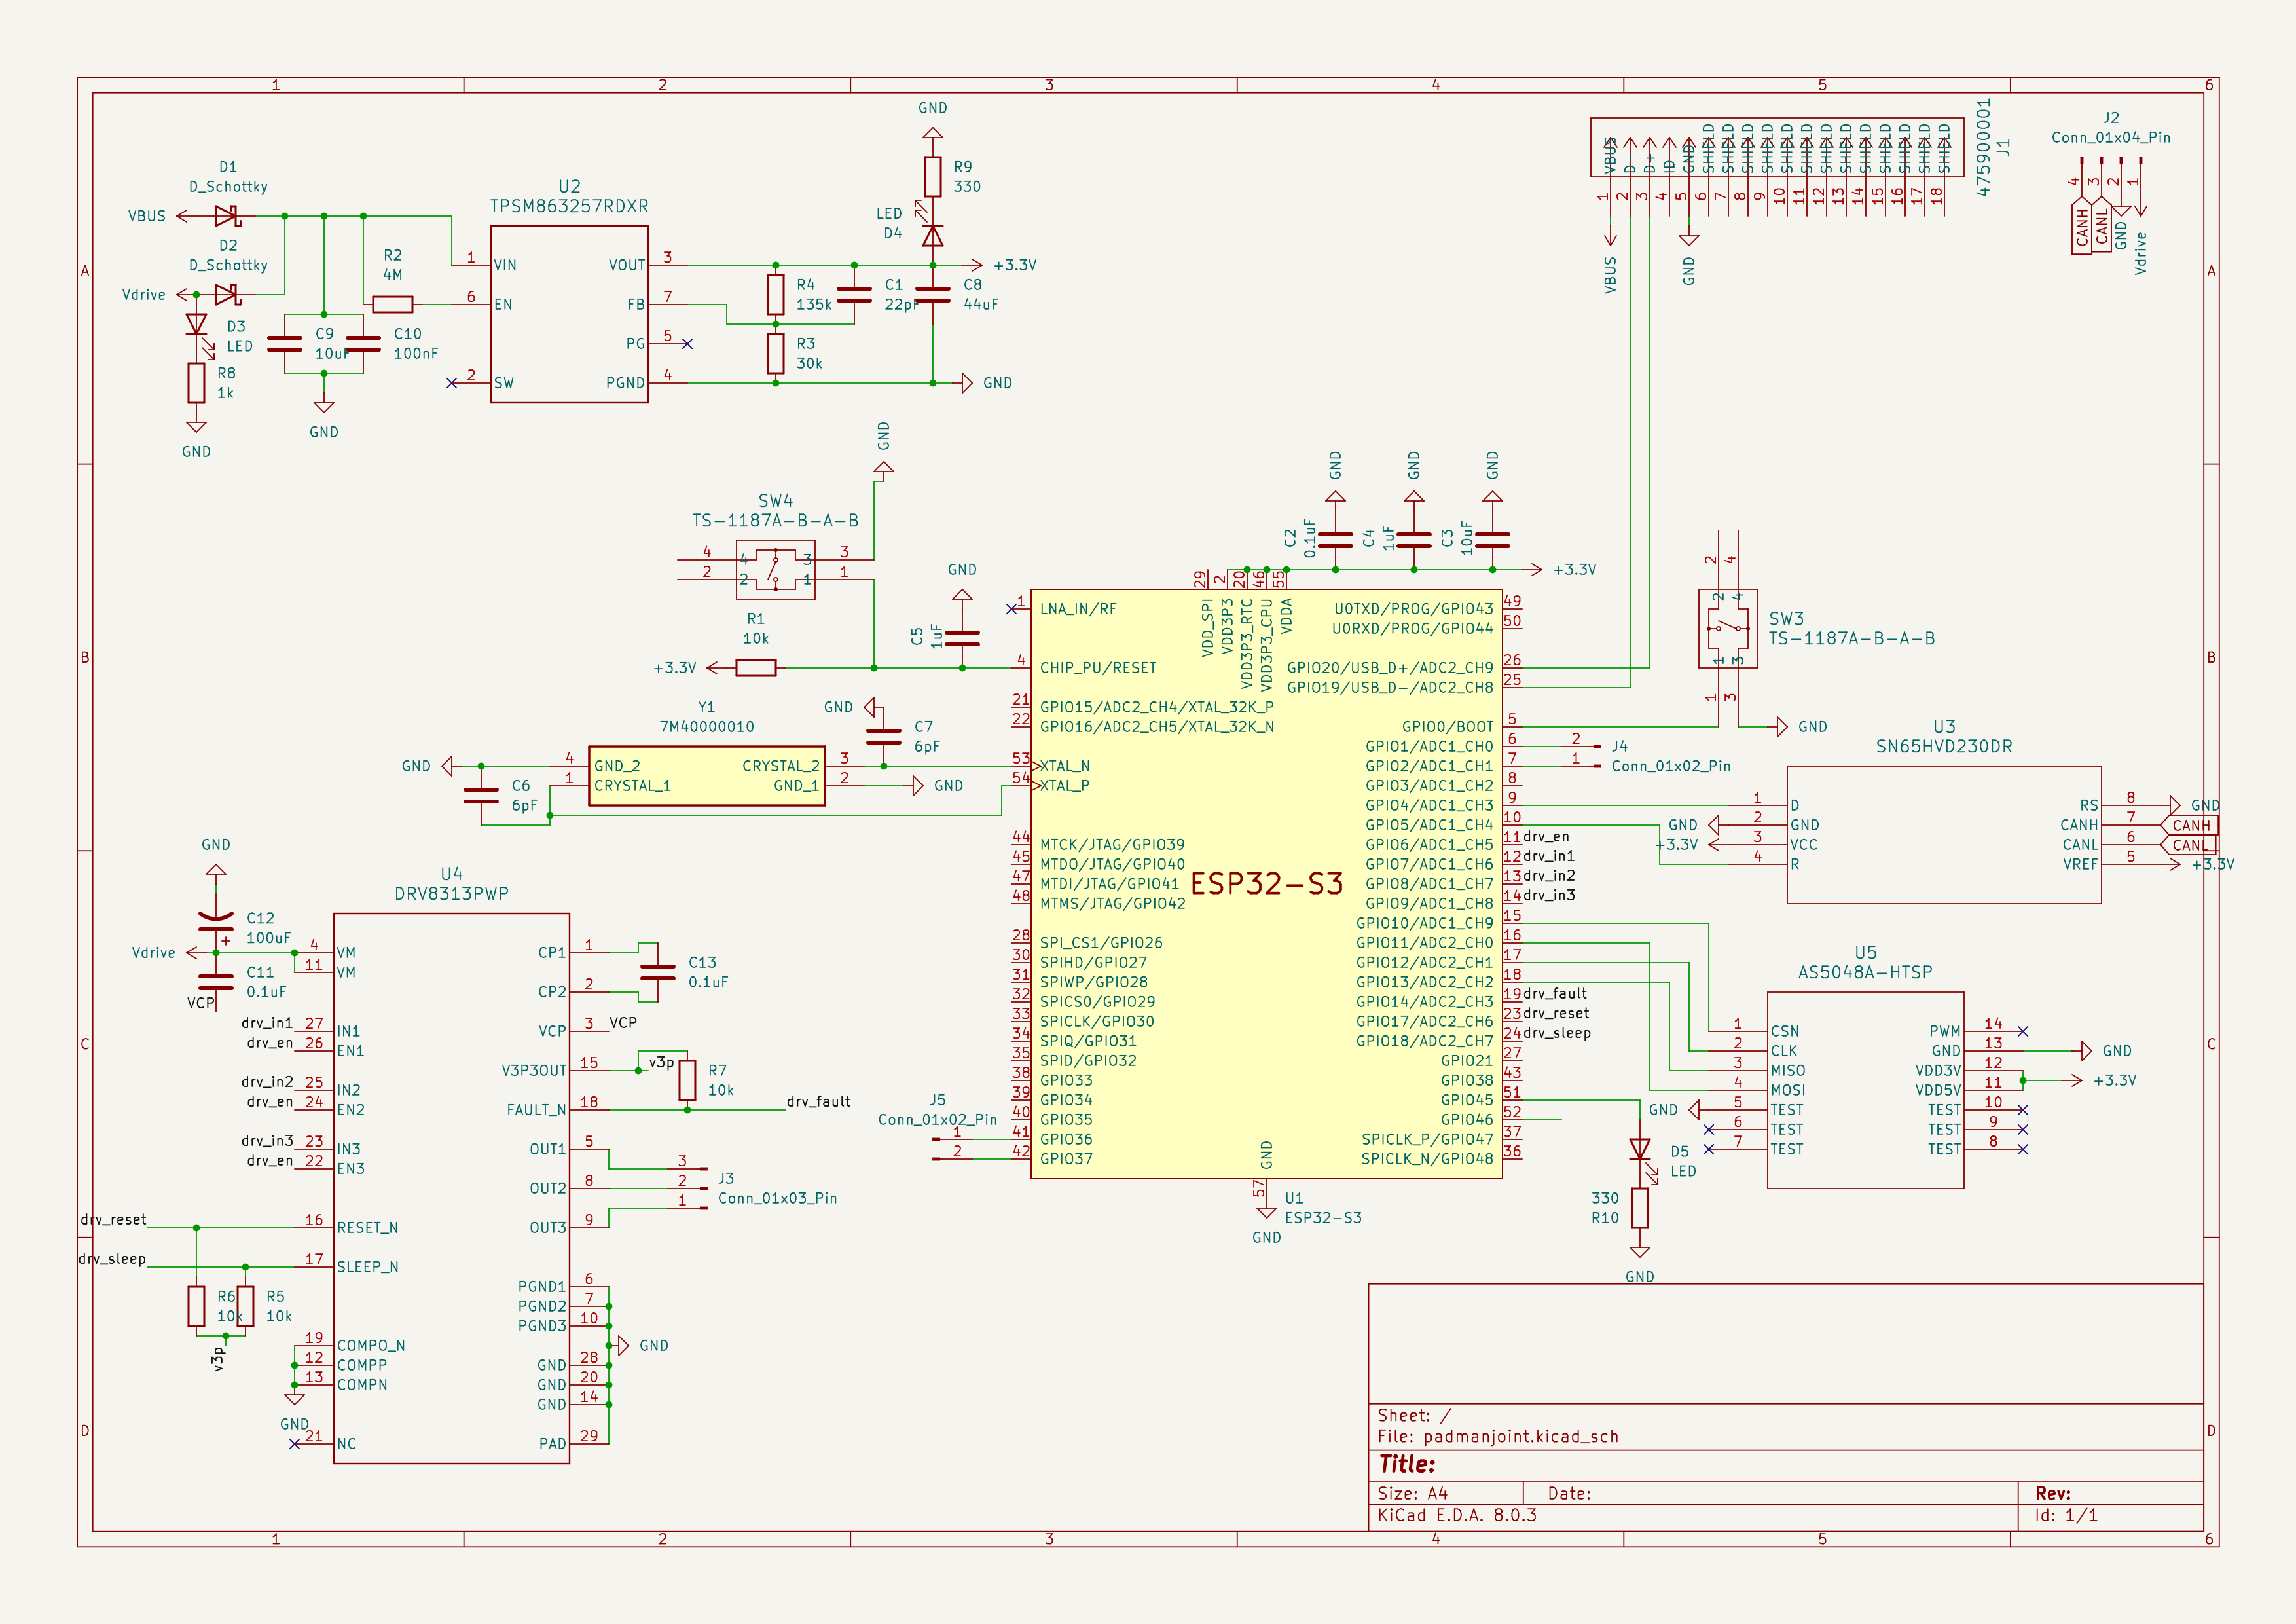 1 2 3 4 5 6
A
B
C
D
A
B
C
D
1 2 3 4 5 6
D1
D_Schottky
VBUS
D2
D_Schottky
Vdrive
D3
LED
R8
1k
GND
C9
10uF
C10
100nF
GND
R2
4M
U2
TPSM863257RDXR
1 VIN
6 EN
2 SW
VOUT 3
FB 7
PG 5
PGND 4
R4
135k
R3
30k
C1
22pF
C8
44uF
GND
R9
330
LED
D4
+3.3V
GND
J1
475900001
VBUS
D-
D+
ID
GND
SHIELD
SHIELD
SHIELD
SHIELD
SHIELD
SHIELD
SHIELD
SHIELD
SHIELD
SHIELD
SHIELD
SHIELD
SHIELD
1 2 3 4 5 6 7 8 9 10 11 12 13 14 15 16 17 18
VBUS
GND
J2
Conn_01x04_Pin
4 3 2 1
CANH
CANL
GND
Vdrive
GND
SW4
TS-1187A-B-A-B
4 4 3 3
2 2 1 1
R1
10k
+3.3V
GND
C5
1uF
Y1
7M40000010
GND
C7
6pF
GND
4 GND_2
1 CRYSTAL_1
CRYSTAL_2 3
GND_1 2
GND
C6
6pF
GND
C2
0.1uF
GND
C4
1uF
GND
C3
10uF
+3.3V
29 VDD_SPI
2 VDD3P3
20 VDD3P3_RTC
46 VDD3P3_CPU
55 VDDA
1 LNA_IN/RF
4 CHIP_PU/RESET
21 GPIO15/ADC2_CH4/XTAL_32K_P
22 GPIO16/ADC2_CH5/XTAL_32K_N
53 XTAL_N
54 XTAL_P
44 MTCK/JTAG/GPIO39
45 MTDO/JTAG/GPIO40
47 MTDI/JTAG/GPIO41
48 MTMS/JTAG/GPIO42
28 SPI_CS1/GPIO26
30 SPIHD/GPIO27
31 SPIWP/GPIO28
32 SPICS0/GPIO29
33 SPICLK/GPIO30
34 SPIQ/GPIO31
35 SPID/GPIO32
38 GPIO33
39 GPIO34
40 GPIO35
41 GPIO36
42 GPIO37
ESP32-S3
U0TXD/PROG/GPIO43 49
U0RXD/PROG/GPIO44 50
GPIO20/USB_D+/ADC2_CH9 26
GPIO19/USB_D-/ADC2_CH8 25
GPIO0/BOOT 5
GPIO1/ADC1_CH0 6
GPIO2/ADC1_CH1 7
GPIO3/ADC1_CH2 8
GPIO4/ADC1_CH3 9
GPIO5/ADC1_CH4 10
GPIO6/ADC1_CH5 11 drv_en
GPIO7/ADC1_CH6 12 drv_in1
GPIO8/ADC1_CH7 13 drv_in2
GPIO9/ADC1_CH8 14 drv_in3
GPIO10/ADC1_CH9 15
GPIO11/ADC2_CH0 16
GPIO12/ADC2_CH1 17
GPIO13/ADC2_CH2 18
GPIO14/ADC2_CH3 19 drv_fault
GPIO17/ADC2_CH6 23 drv_reset
GPIO18/ADC2_CH7 24 drv_sleep
GPIO21 27
GPIO38 43
GPIO45 51
GPIO46 52
SPICLK_P/GPIO47 37
SPICLK_N/GPIO48 36
GND 57
U1
ESP32-S3
GND
J5
Conn_01x02_Pin
1
2
2 J4
1 Conn_01x02_Pin
SW3
TS-1187A-B-A-B
2 4
2 4
1 3
1 3
GND
U3
SN65HVD230DR
1 D
2 GND
3 VCC
4 R
GND
+3.3V
RS 8
CANH 7
CANL 6
VREF 5
GND
CANH
CANL
+3.3V
U5
AS5048A-HTSP
1 CSN
2 CLK
3 MISO
4 MOSI
5 TEST
6 TEST
7 TEST
GND
PWM 14
GND 13
VDD3V 12
VDD5V 11
TEST 10
TEST 9
TEST 8
GND
+3.3V
D5
LED
330
R10
GND
GND
C12
100uF
+
Vdrive
C11
0.1uF
VCP
U4
DRV8313PWP
4 VM
11 VM
drv_in1 27 IN1
drv_en 26 EN1
drv_in2 25 IN2
drv_en 24 EN2
drv_in3 23 IN3
drv_en 22 EN3
drv_reset 16 RESET_N
drv_sleep 17 SLEEP_N
19 COMPO_N
12 COMPP
13 COMPN
21 NC
GND
R6
10k
R5
10k
v3p
CP1 1
CP2 2
VCP 3 VCP
V3P3OUT 15
FAULT_N 18
OUT1 5
OUT2 8
OUT3 9
PGND1 6
PGND2 7
PGND3 10
GND 28
GND 20
GND 14
PAD 29
C13
0.1uF
v3p
R7
10k
drv_fault
3
2
1
J3
Conn_01x03_Pin
GND
Sheet: /
File: padmanjoint.kicad_sch
Title:
Size: A4 Date: Rev:
KiCad E.D.A. 8.0.3 Id: 1/1